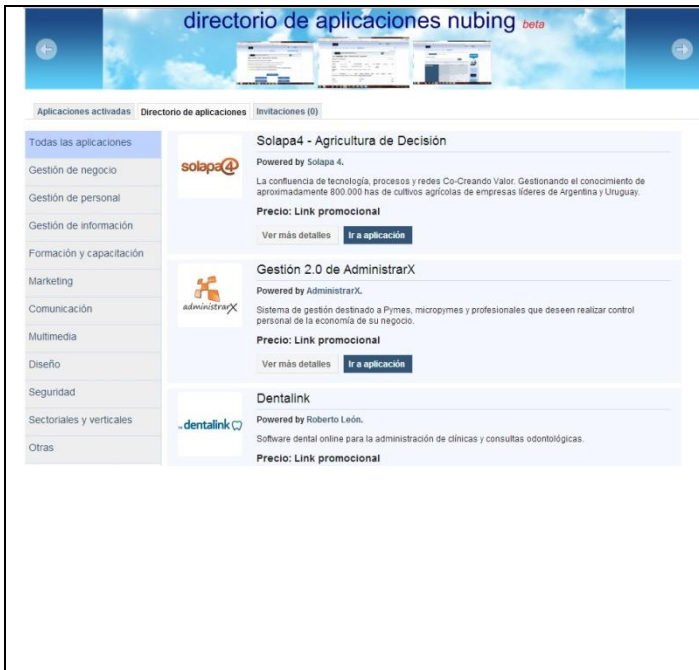 directorio de aplicaciones nubing beta
Aplicaciones activadas Directorio de aplicaciones Invitaciones (0)
Todas las aplicaciones
Gestión de negocio
Gestión de personal
Gestión de información
Formación y capacitación
Marketing
Comunicación
Multimedia
Diseño
Seguridad
Sectoriales y verticales
Otras
solapa4
Solapa4 - Agricultura de Decisión
Powered by Solapa 4.
La confluencia de tecnología, procesos y redes Co-Creando Valor. Gestionando el conocimiento de
aproximadamente 800.000 has de cultivos agrícolas de empresas líderes de Argentina y Uruguay.
Precio: Link promocional
Ver más detalles Ir a aplicación
administrarX
Gestión 2.0 de AdministrarX
Powered by AdministrarX.
Sistema de gestión destinado a Pymes, micropymes y profesionales que deseen realizar control
personal de la economía de su negocio.
Precio: Link promocional
Ver más detalles Ir a aplicación
dentalink
Dentalink
Powered by Roberto León.
Software dental online para la administración de clínicas y consultas odontológicas.
Precio: Link promocional